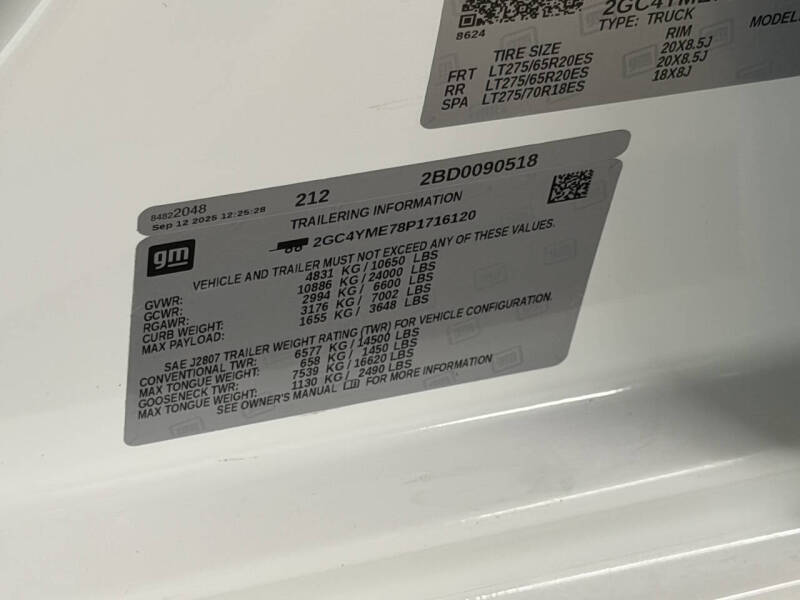 2GC4YME
TYPE: TRUCK
MODEL:
8624
TIRE SIZE RIM
FRT LT275/65R20ES 20X8.5J
RR LT275/65R20ES 20X8.5J
SPA LT275/70R18ES 18X8J
84822048 212 2BD0090518
Sep 12 2025 12:25:28
TRAILERING INFORMATION
gm 2GC4YME78P1716120
VEHICLE AND TRAILER MUST NOT EXCEED ANY OF THESE VALUES.
GVWR: 4831 KG/ 10650 LBS
GCWR: 10886 KG/ 24000 LBS
RGAWR: 2994 KG/ 6600 LBS
CURB WEIGHT: 3176 KG/ 7002 LBS
MAX PAYLOAD: 1655 KG/ 3648 LBS
SAE J2807 TRAILER WEIGHT RATING (TWR) FOR VEHICLE CONFIGURATION.
CONVENTIONAL TWR: 6577 KG/ 14500 LBS
MAX TONGUE WEIGHT: 658 KG/ 1450 LBS
GOOSENECK TWR: 7539 KG/ 16620 LBS
MAX TONGUE WEIGHT: 1130 KG/ 2490 LBS
SEE OWNER'S MANUAL FOR MORE INFORMATION